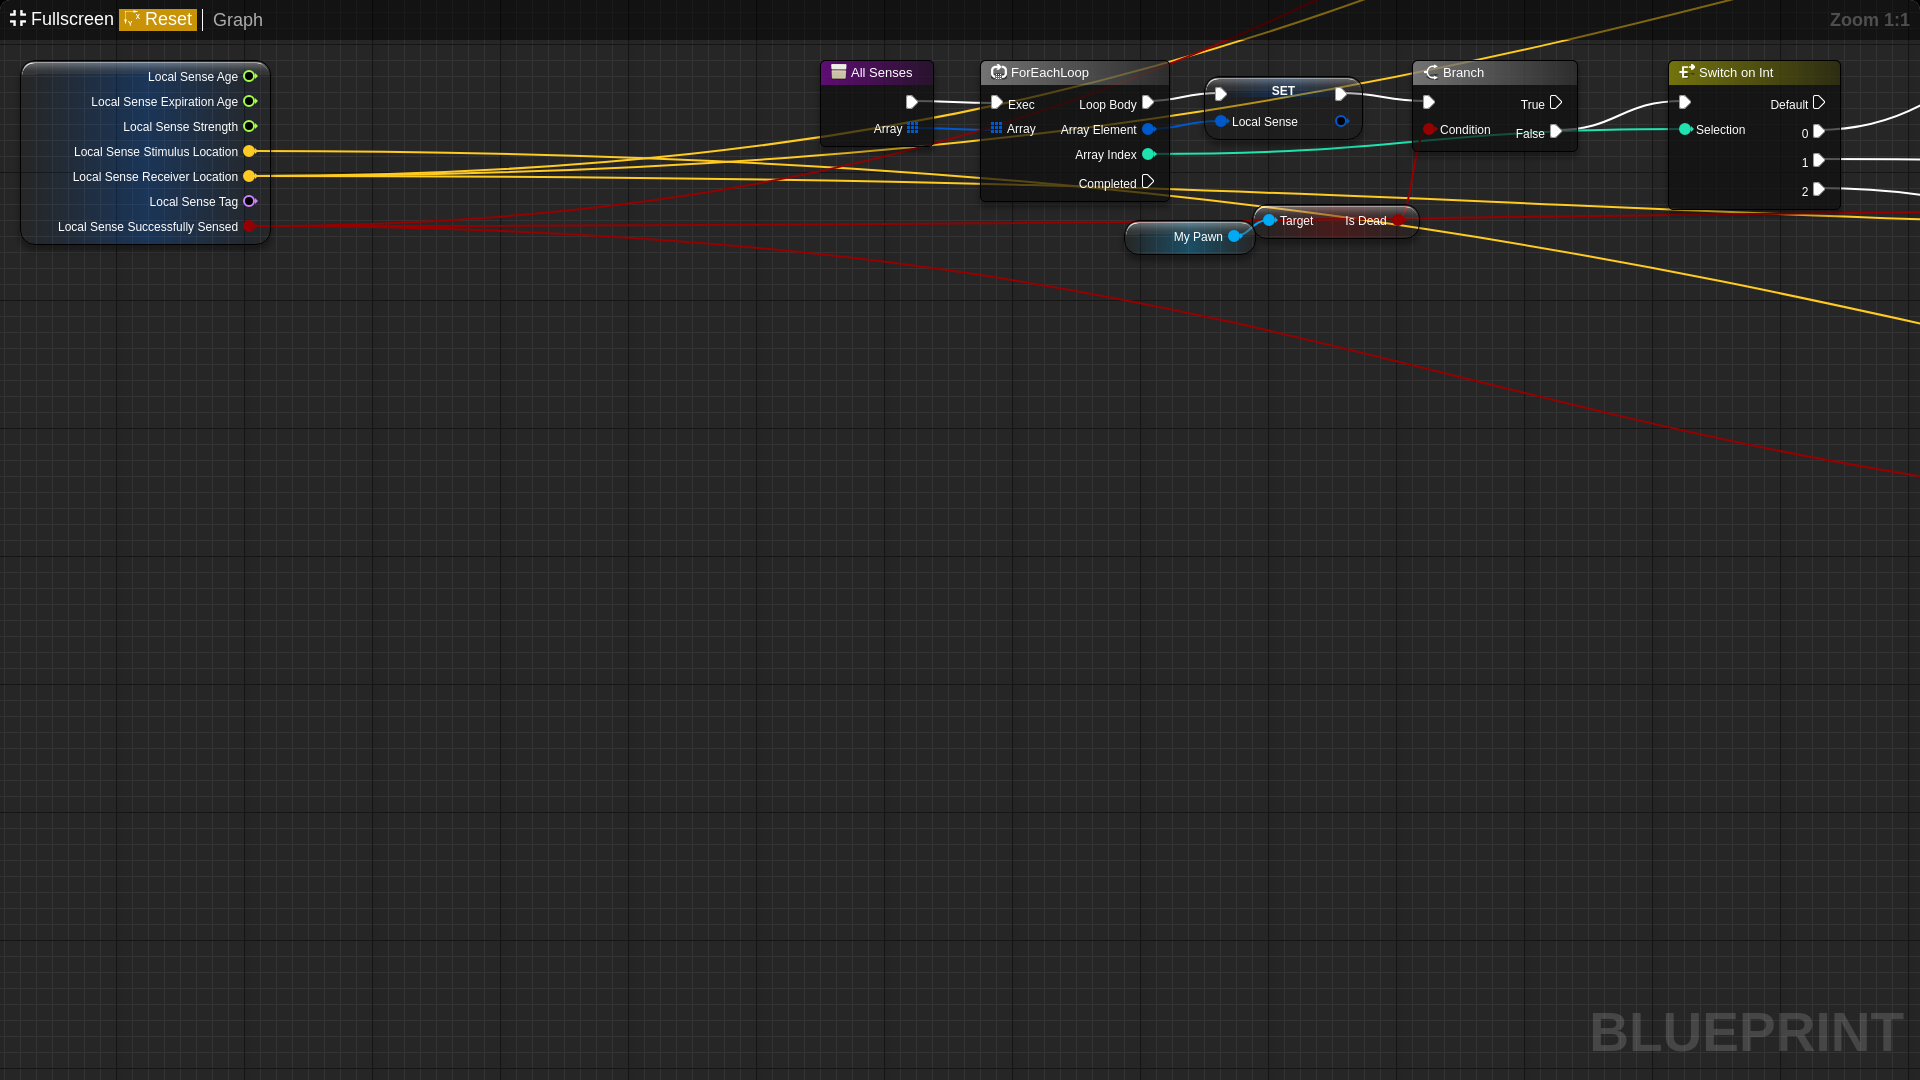 Fullscreen Reset Graph Zoom 1:1
Local Sense Age
Local Sense Expiration Age
Local Sense Strength
Local Sense Stimulus Location
Local Sense Receiver Location
Local Sense Tag
Local Sense Successfully Sensed
All Senses
Array
ForEachLoop
Exec Loop Body
Array Array Element
Array Index
Completed
SET
Local Sense
Branch
True
Condition False
Switch on Int
Default
Selection 0
1
2
My Pawn
Target Is Dead
BLUEPRINT